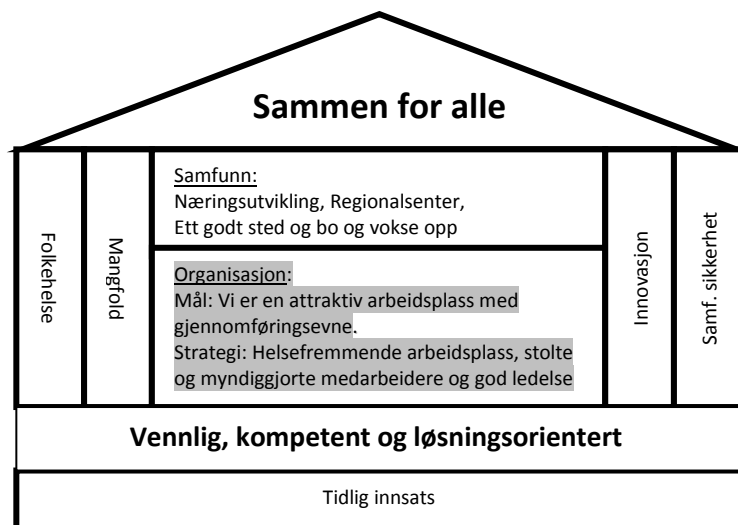 Sammen for alle
Folkehelse
Mangfold
Samfunn:
Næringsutvikling, Regionalsenter,
Ett godt sted og bo og vokse opp
Organisasjon:
Mål: Vi er en attraktiv arbeidsplass med
gjennomføringsevne.
Strategi: Helsefremmende arbeidsplass, stolte
og myndiggjorte medarbeidere og god ledelse
Innovasjon
Samf. sikkerhet
Vennlig, kompetent og løsningsorientert
Tidlig innsats